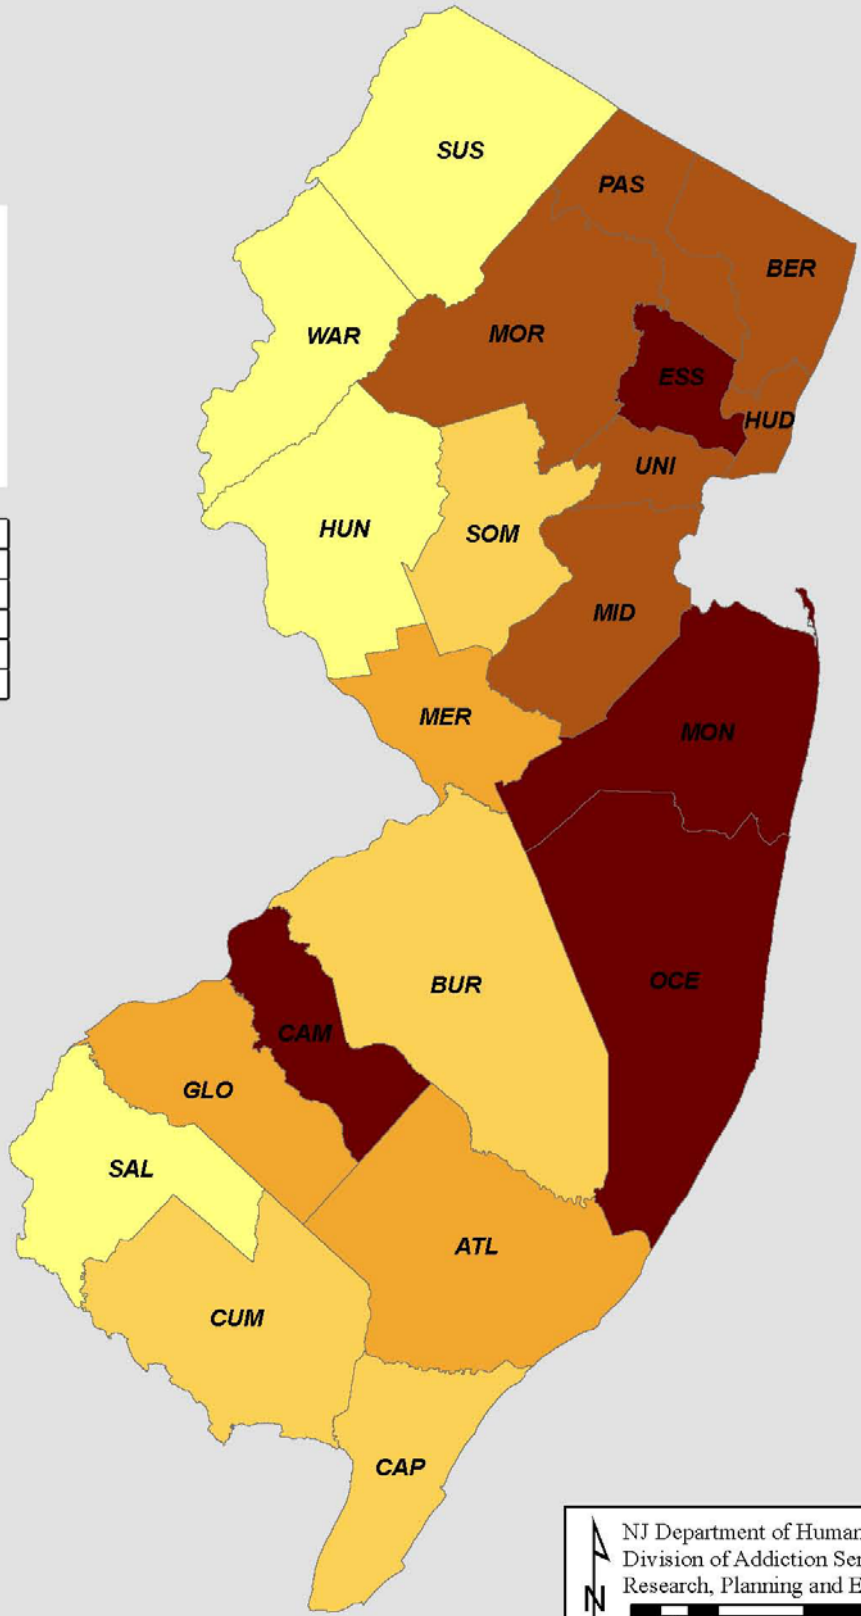 SUS
PAS
BER
WAR
MOR
ESS
HUD
UNI
HUN
SOM
MID
MER
MON
BUR
OCE
CAM
GLO
SAL
ATL
CUM
CAP
NJ Department of Human
Division of Addiction Ser
Research, Planning and E
N